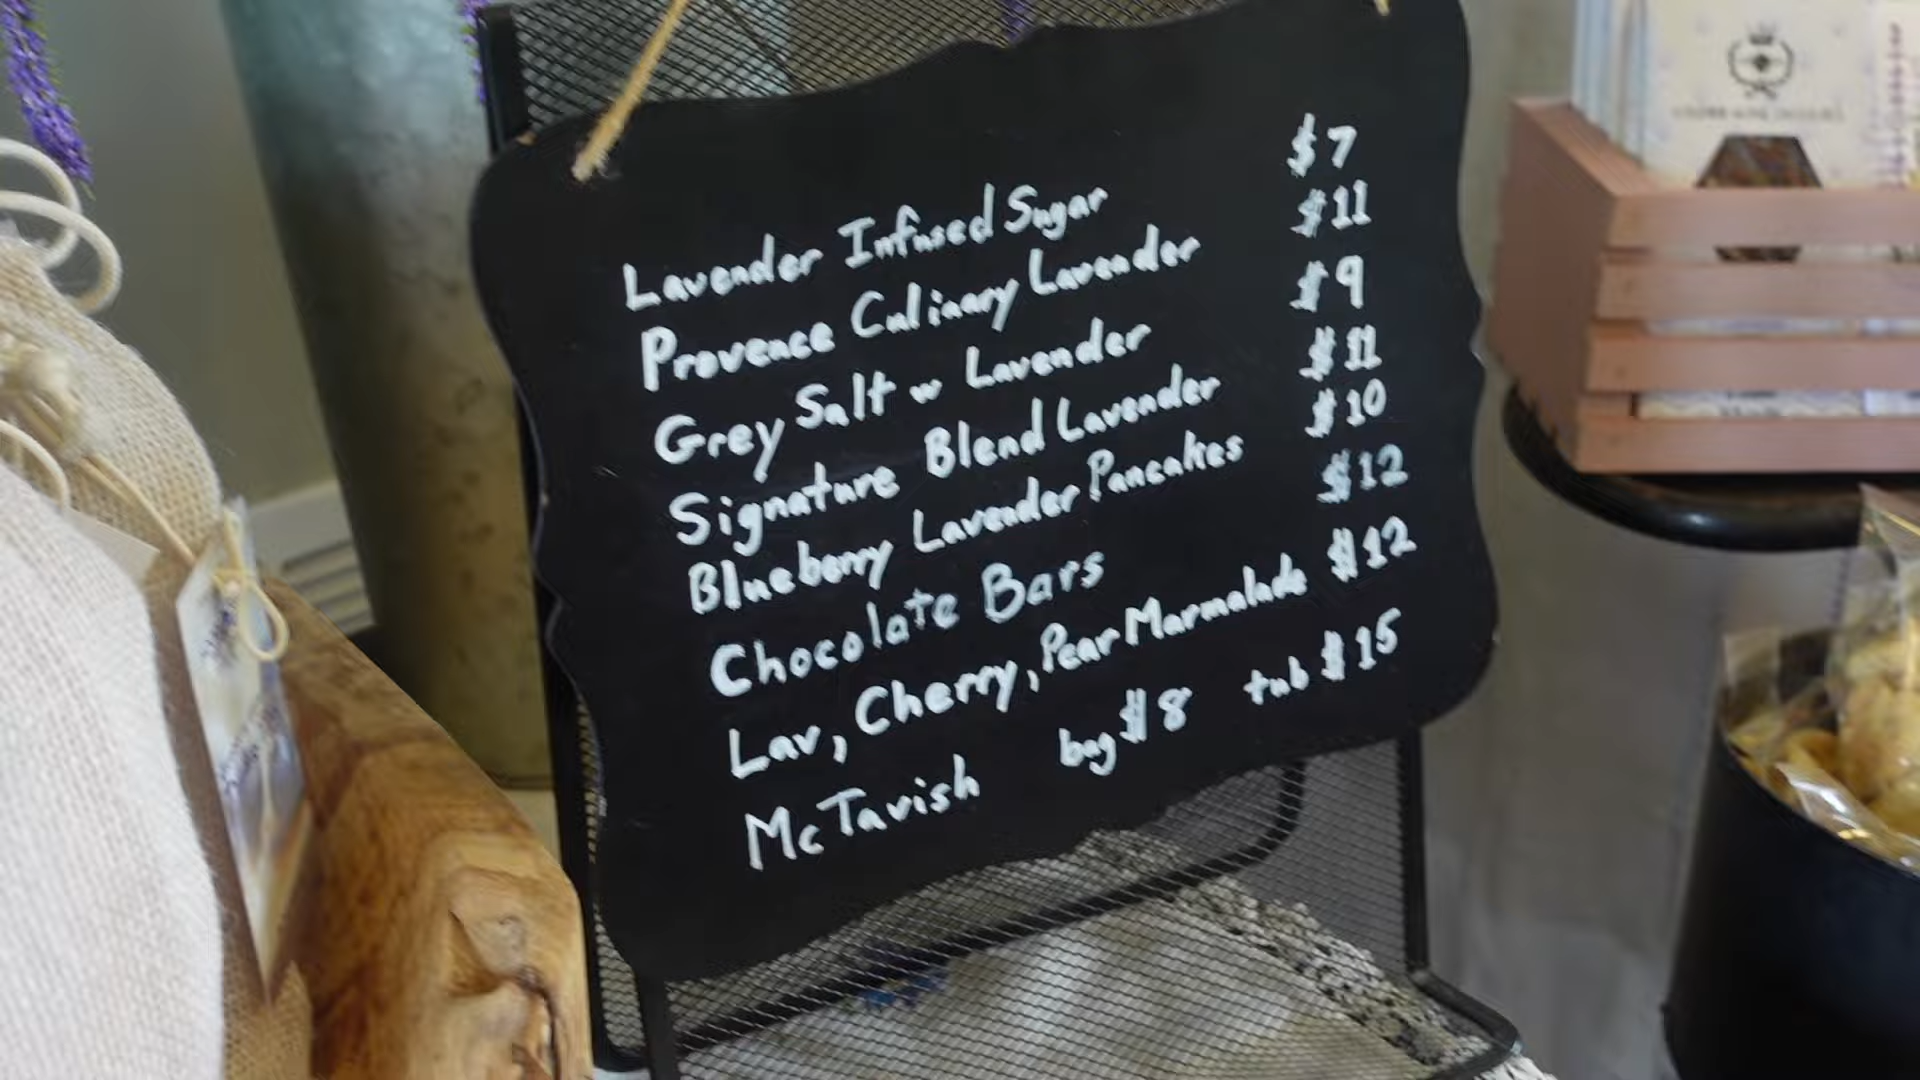 Lavender Infused Sugar $7
Provence Culinary Lavender $11
Grey Salt w Lavender $9
Signature Blend Lavender $11
Blueberry Lavender Pancakes $10
Chocolate Bars $12
Lav, Cherry, Pear Marmalade $12
McTavish bag $8 tub $15